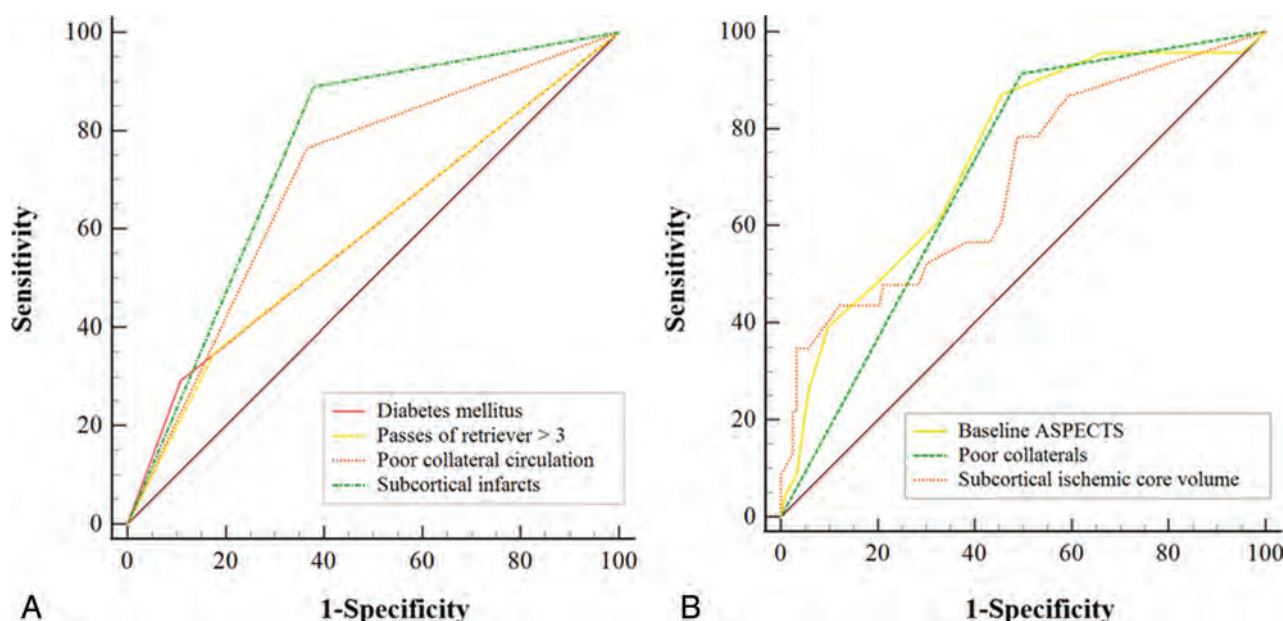 100
80
60
40
20
0
Sensitivity
0 20 40 60 80 100
1-Specificity
Diabetes mellitus
Passes of retriever > 3
Poor collateral circulation
Subcortical infarcts
A
100
80
60
40
20
0
Sensitivity
0 20 40 60 80 100
1-Specificity
Baseline ASPECTS
Poor collaterals
Subcortical ischemic core volume
B